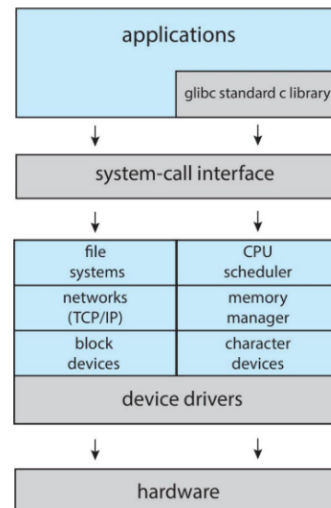 applications
glibc standard c library
system-call interface
file
systems
CPU
scheduler
networks
(TCP/IP)
memory
manager
block
devices
character
devices
device drivers
hardware